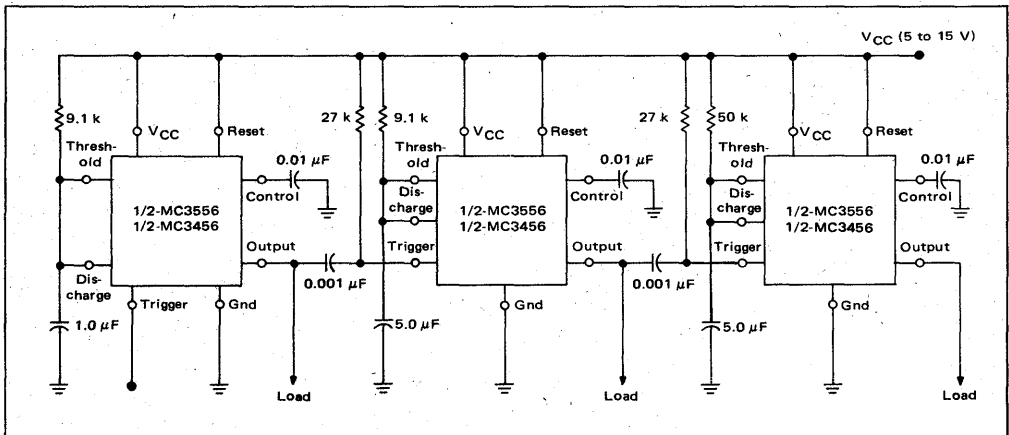 VCC (5 to 15 V)
9.1 k
VCC
Reset
Thresh-
old
0.01 µF
Control
1/2-MC3556
1/2-MC3456
Output
Dis-
charge
Trigger
Gnd
1.0 µF
0.001 µF
Load
27 k
9.1 k
VCC
Reset
Thresh-
old
Dis-
charge
0.01 µF
Control
1/2-MC3556
1/2-MC3456
Trigger
Output
Gnd
5.0 µF
0.001 µF
Load
27 k
50 k
VCC
Reset
Thresh-
old
Dis-
charge
0.01 µF
Control
1/2-MC3556
1/2-MC3456
Trigger
Output
Gnd
5.0 µF
Load